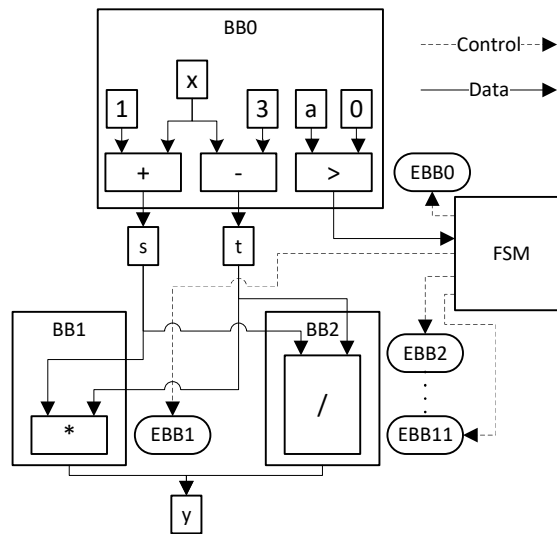 BB0
Control
x
Data
1
3
a
0
+
-
>
EBB0
FSM
s
t
BB1
BB2
EBB2
/
*
EBB1
EBB11
y